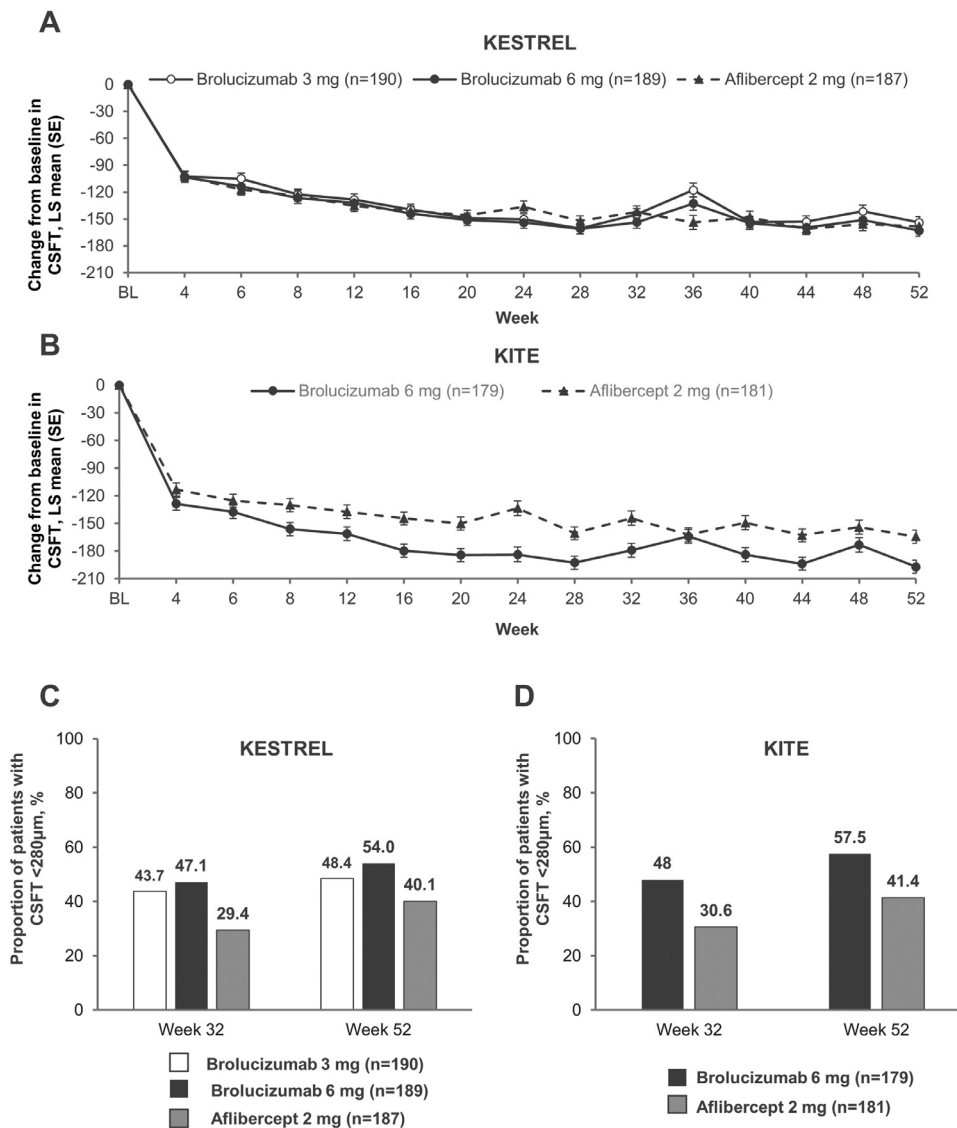 A
KESTREL
Brolucizumab 3 mg (n=190) Brolucizumab 6 mg (n=189) Aflibercept 2 mg (n=187)
Change from baseline in
CSFT, LS mean (SE)
0
-30
-60
-90
-120
-150
-180
-210
BL 4 6 8 12 16 20 24 28 32 36 40 44 48 52
Week
B
KITE
Brolucizumab 6 mg (n=179) Aflibercept 2 mg (n=181)
Change from baseline in
CSFT, LS mean (SE)
0
-30
-60
-90
-120
-150
-180
-210
BL 4 6 8 12 16 20 24 28 32 36 40 44 48 52
Week
C
KESTREL
Proportion of patients with
CSFT <280µm, %
100
80
60
40
20
0
43.7 47.1 29.4 48.4 54.0 40.1
Week 32 Week 52
Brolucizumab 3 mg (n=190)
Brolucizumab 6 mg (n=189)
Aflibercept 2 mg (n=187)
D
KITE
Proportion of patients with
CSFT <280µm, %
100
80
60
40
20
0
48 30.6 57.5 41.4
Week 32 Week 52
Brolucizumab 6 mg (n=179)
Aflibercept 2 mg (n=181)